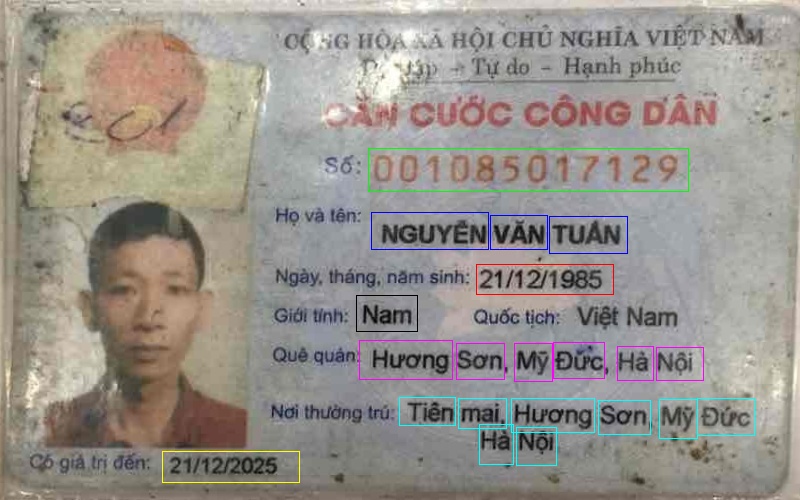 CỘNG HÒA XÃ HỘI CHỦ NGHĨA VIỆT NAM
lập - Tự do - Hạnh phúc
CĂN CƯỚC CÔNG DÂN
201
Số: 001085017129
Họ và tên: NGUYỄN VĂN TUÂN
Ngày, tháng, năm sinh: 21/12/1985
Giới tính: Nam Quốc tịch: Việt Nam
Quê quán: Hương Sơn, Mỹ Đức, Hà Nội
Nơi thường trú: Tiên mai, Hương Sơn, Mỹ Đức
Hà Nội
Có giá trị đến: 21/12/2025